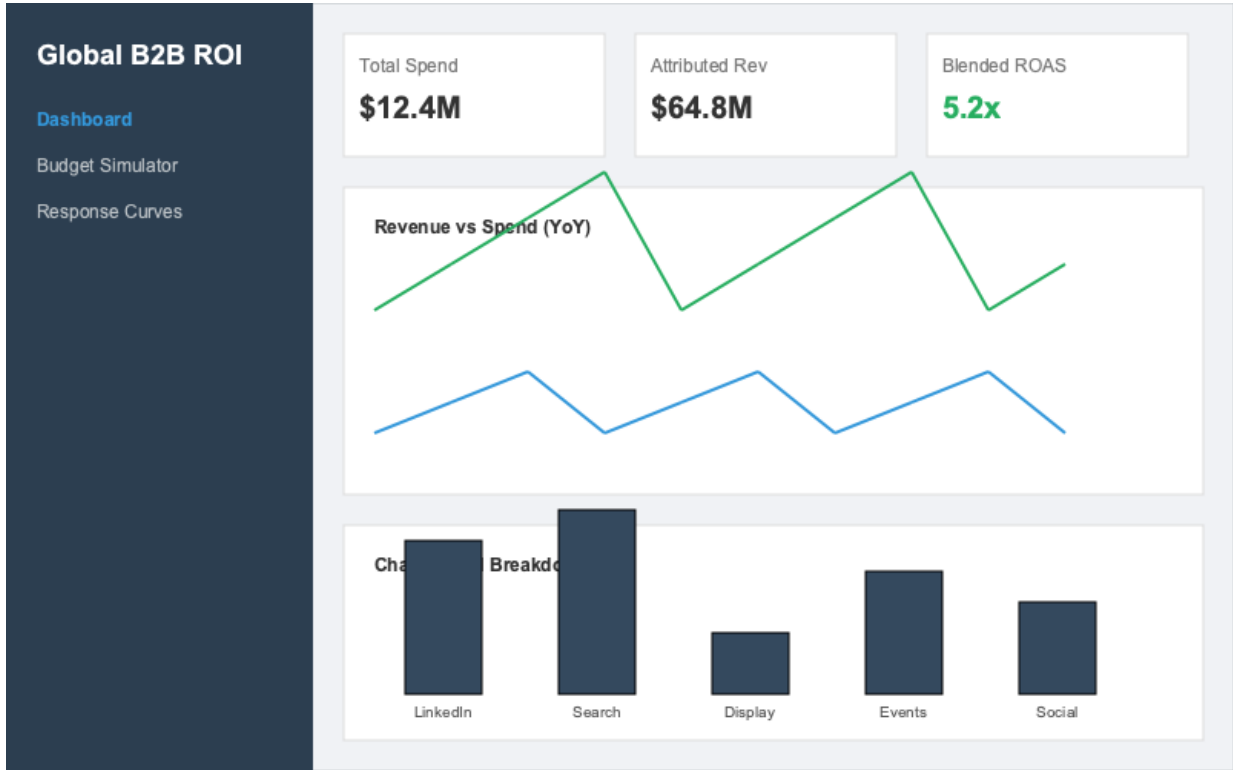 Global B2B ROI
Dashboard
Budget Simulator
Response Curves
Total Spend
$12.4M
Attributed Rev
$64.8M
Blended ROAS
5.2x
Revenue vs Spend (YoY)
LinkedIn
Search
Display
Events
Social